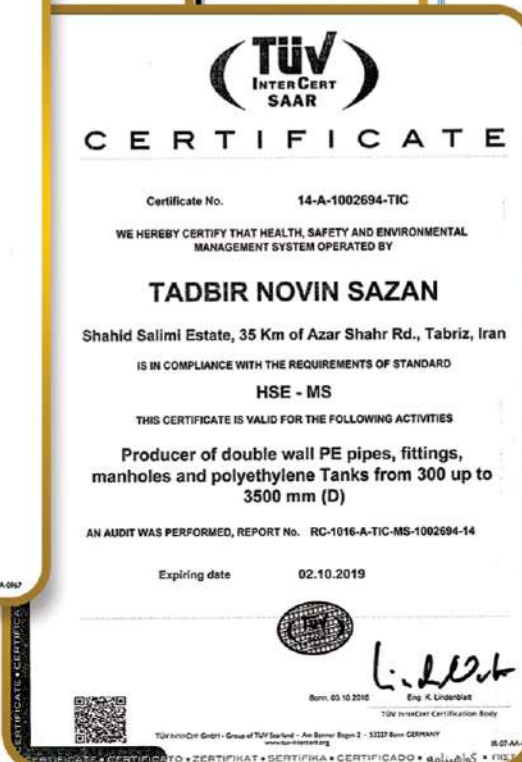 TÜV
INTERCERT
SAAR
CERTIFICATE
Certificate No. 14-A-1002694-TIC
WE HEREBY CERTIFY THAT HEALTH, SAFETY AND ENVIRONMENTAL
MANAGEMENT SYSTEM OPERATED BY
TADBIR NOVIN SAZAN
Shahid Salimi Estate, 35 Km of Azar Shahr Rd., Tabriz, Iran
IS IN COMPLIANCE WITH THE REQUIREMENTS OF STANDARD
HSE - MS
THIS CERTIFICATE IS VALID FOR THE FOLLOWING ACTIVITIES
Producer of double wall PE pipes, fittings,
manholes and polyethylene Tanks from 300 up to
3500 mm (D)
AN AUDIT WAS PERFORMED, REPORT No. RC-1016-A-TIC-MS-1002694-14
Expiring date 02.10.2019
TÜV
Bonn, 03.10.2016
Eng. K. Lindenblatt
TÜV InterCert Certification Body
TÜV InterCert GmbH - Group of TÜV Saarland - Am Bonner Bogen 2 - 53227 Bonn GERMANY
www.tuv-intercert.org
A-0967
CERTIFICATE • CERTIFICA
ZERTIFIKAT • SERTIFIKA • CERTIFICADO • گواهینامه